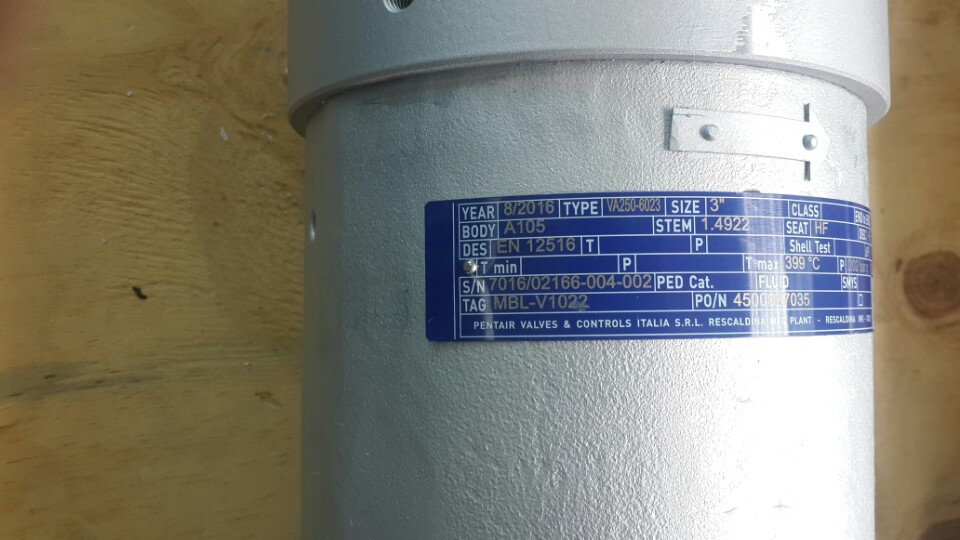 YEAR 8/2016 TYPE VA250-6023 SIZE 3" CLASS
BODY A105 STEM 1.4922 SEAT HF
DES EN 12516 T P Shell Test
T min P T max 399 °C P
S/N 7016/02166-004-002 PED Cat. FLUID SMYS
TAG MBL-V1022 PO/N
PENTAIR VALVES & CONTROLS ITALIA S.R.L. RESCALDINA PLANT - RESCALDINA